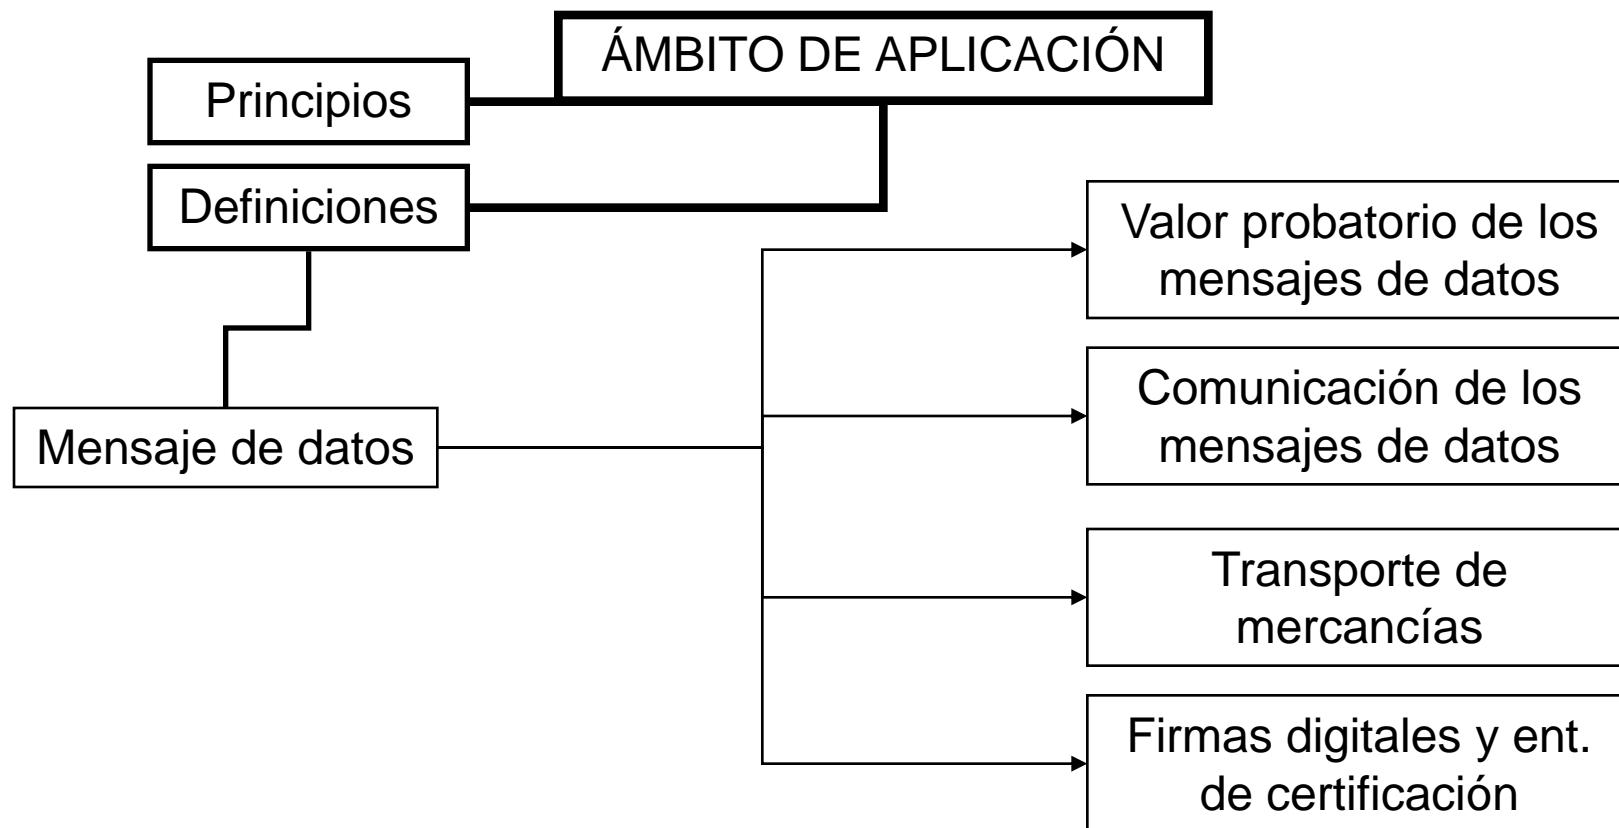 ÁMBITO DE APLICACIÓN
Principios
Definiciones
Mensaje de datos
Valor probatorio de los
mensajes de datos
Comunicación de los
mensajes de datos
Transporte de
mercancías
Firmas digitales y ent.
de certificación